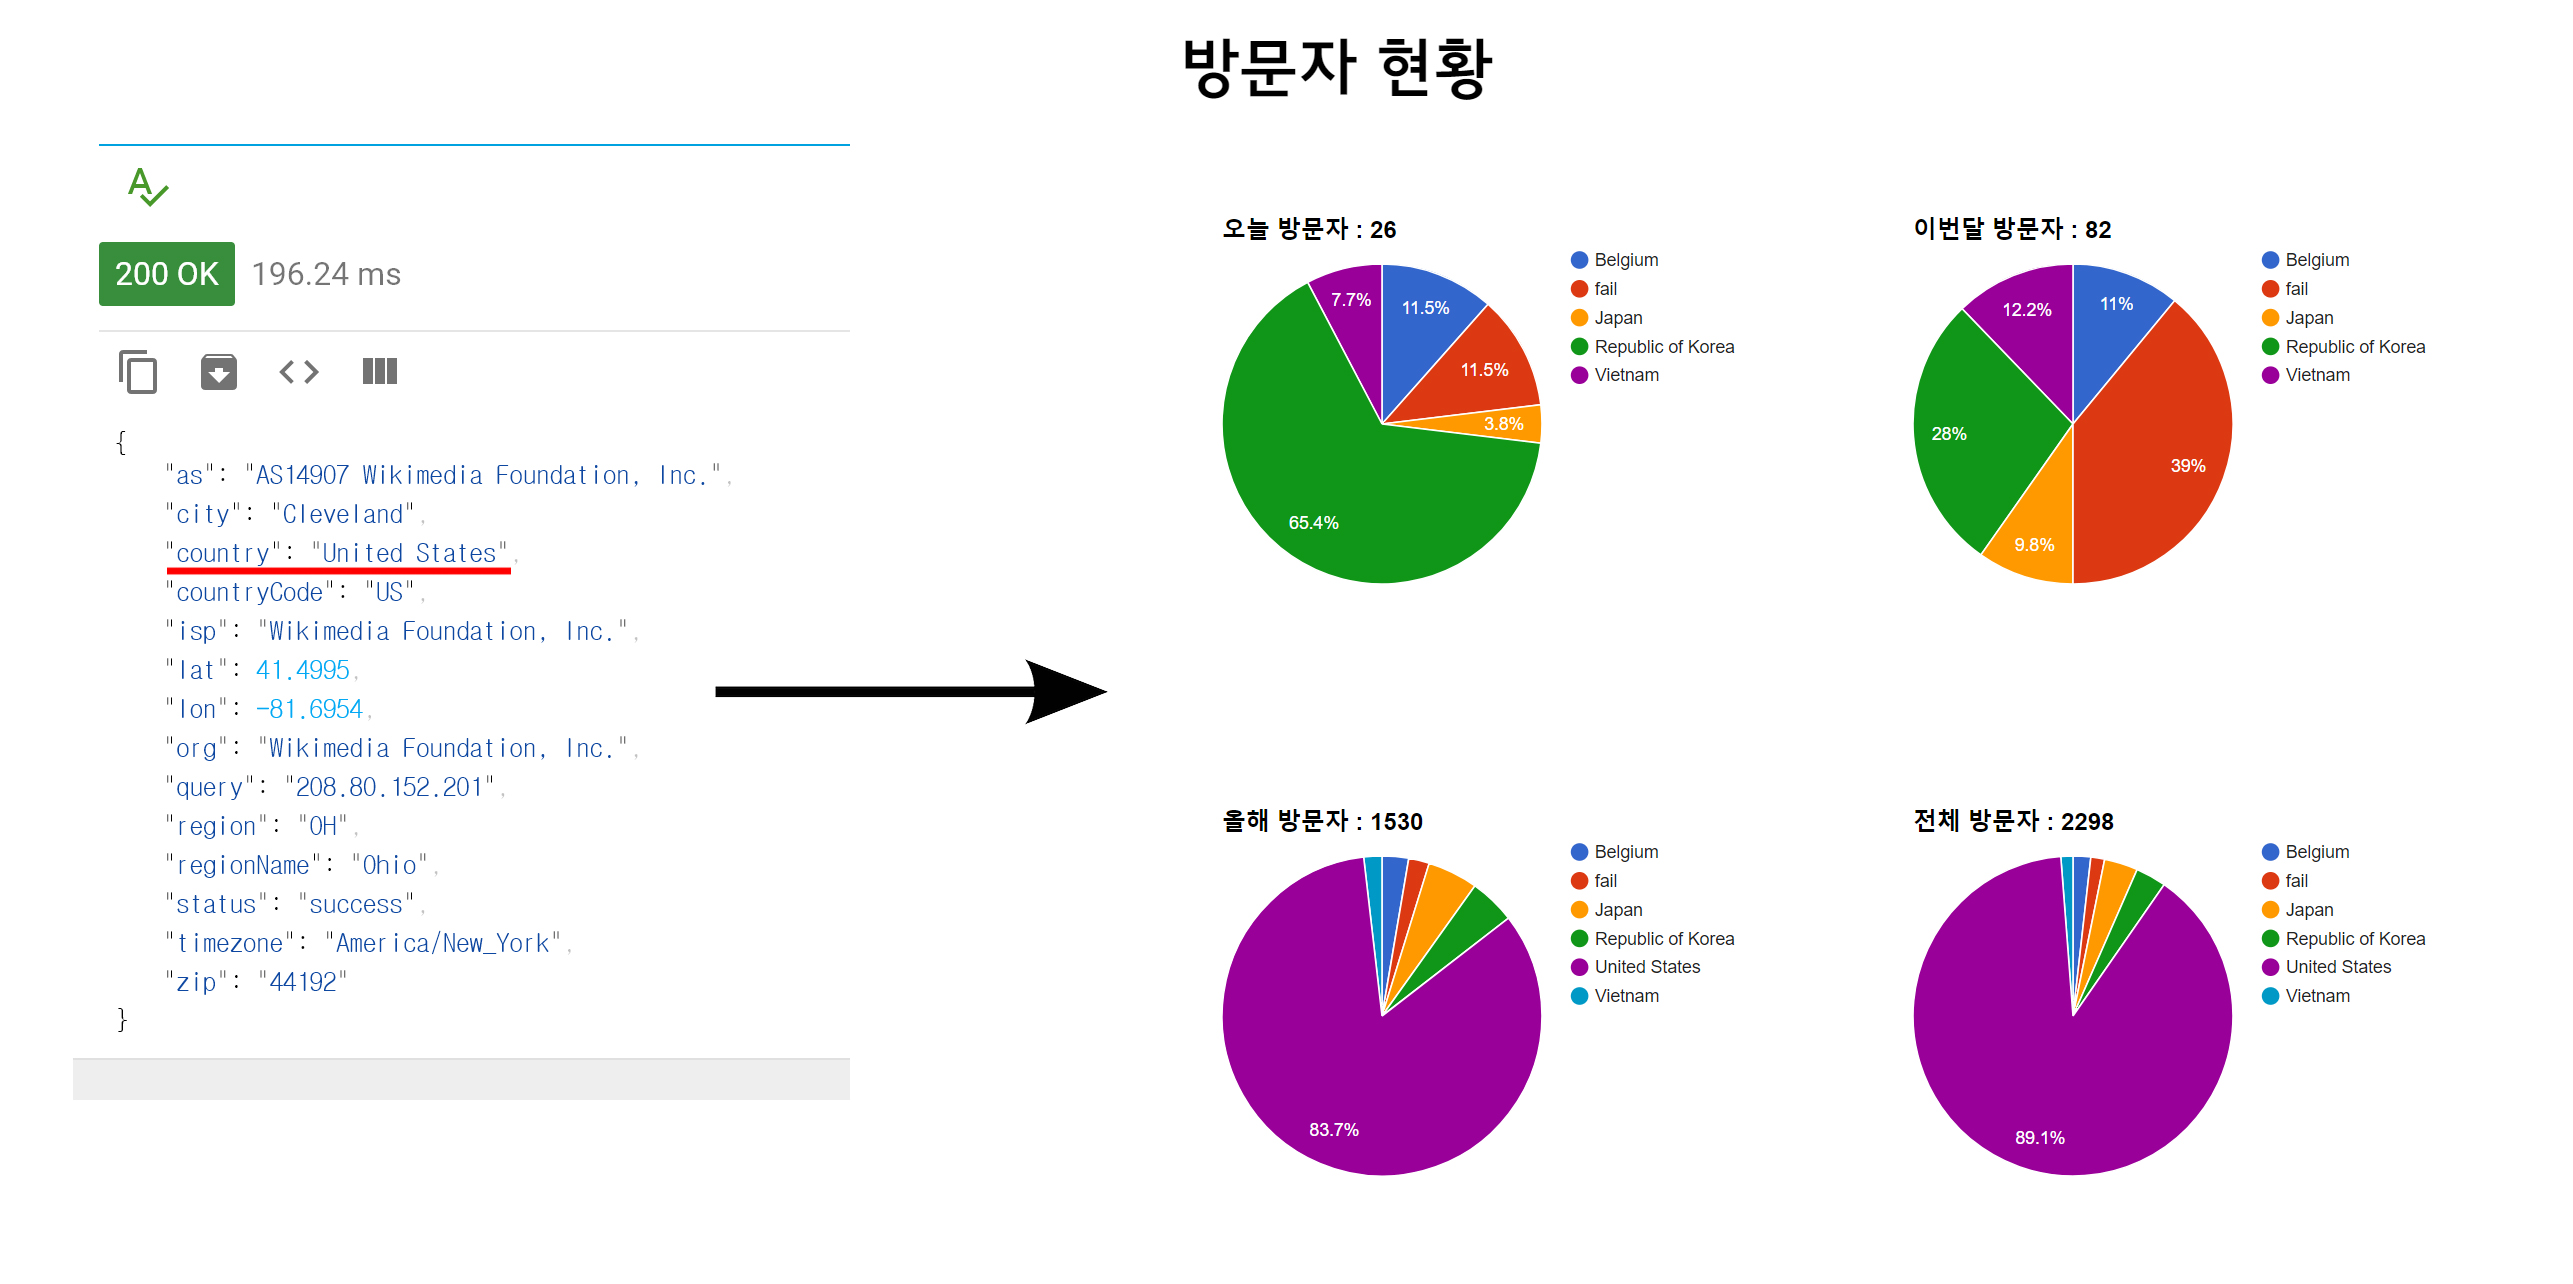 방문자 현황
200 OK 196.24 ms
{
"as": "AS14907 Wikimedia Foundation, Inc.",
"city": "Cleveland",
"country": "United States",
"countryCode": "US",
"isp": "Wikimedia Foundation, Inc.",
"lat": 41.4995,
"lon": -81.6954,
"org": "Wikimedia Foundation, Inc.",
"query": "208.80.152.201",
"region": "OH",
"regionName": "Ohio",
"status": "success",
"timezone": "America/New_York",
"zip": "44192"
}
오늘 방문자 : 26
Belgium
fail
Japan
Republic of Korea
Vietnam
7.7%
11.5%
11.5%
3.8%
65.4%
이번달 방문자 : 82
Belgium
fail
Japan
Republic of Korea
Vietnam
12.2%
11%
28%
39%
9.8%
올해 방문자 : 1530
Belgium
fail
Japan
Republic of Korea
United States
Vietnam
83.7%
전체 방문자 : 2298
Belgium
fail
Japan
Republic of Korea
United States
Vietnam
89.1%